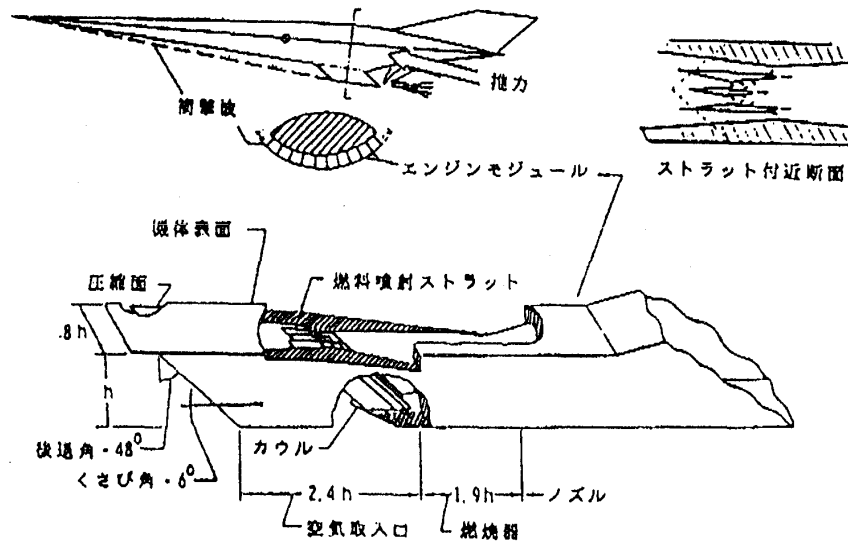 衝撃波
推力
エンジンモジュール
ストラット付近断面
機体表面
圧縮面
燃料噴射ストラット
.8h
h
後退角・48°
くさび角・6°
カウル
2.4h
1.9h
ノズル
空気取入口
燃焼器